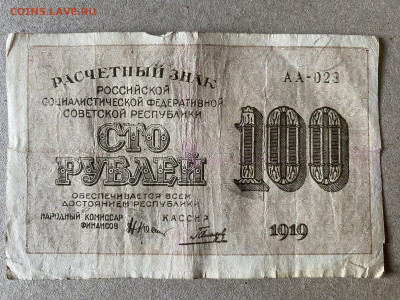 COINS.LAVE.RU
РАСЧЕТНЫЙ ЗНАК
РОССИЙСКОЙ
СОЦИАЛИСТИЧЕСКОЙ ФЕДЕРАТИВНОЙ
СОВЕТСКОЙ РЕСПУБЛИКИ
СТО
РУБЛЕЙ
ОБЕСПЕЧИВАЕТСЯ ВСЕМ
ДОСТОЯНИЕМ РЕСПУБЛИКИ
НАРОДНЫЙ КОМИССАР
ФИНАНСОВ
КАССИР
АА-023
100
1919